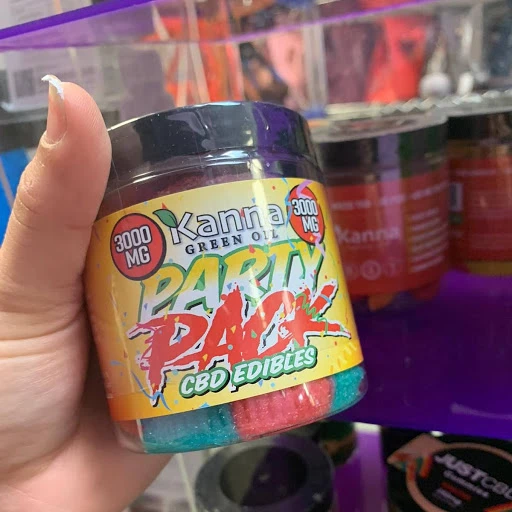 3000
MG
Kanna
GREEN OIL
3000
MG
PARTY
PACK
CBD EDIBLES
Kanna
JUSTCBD